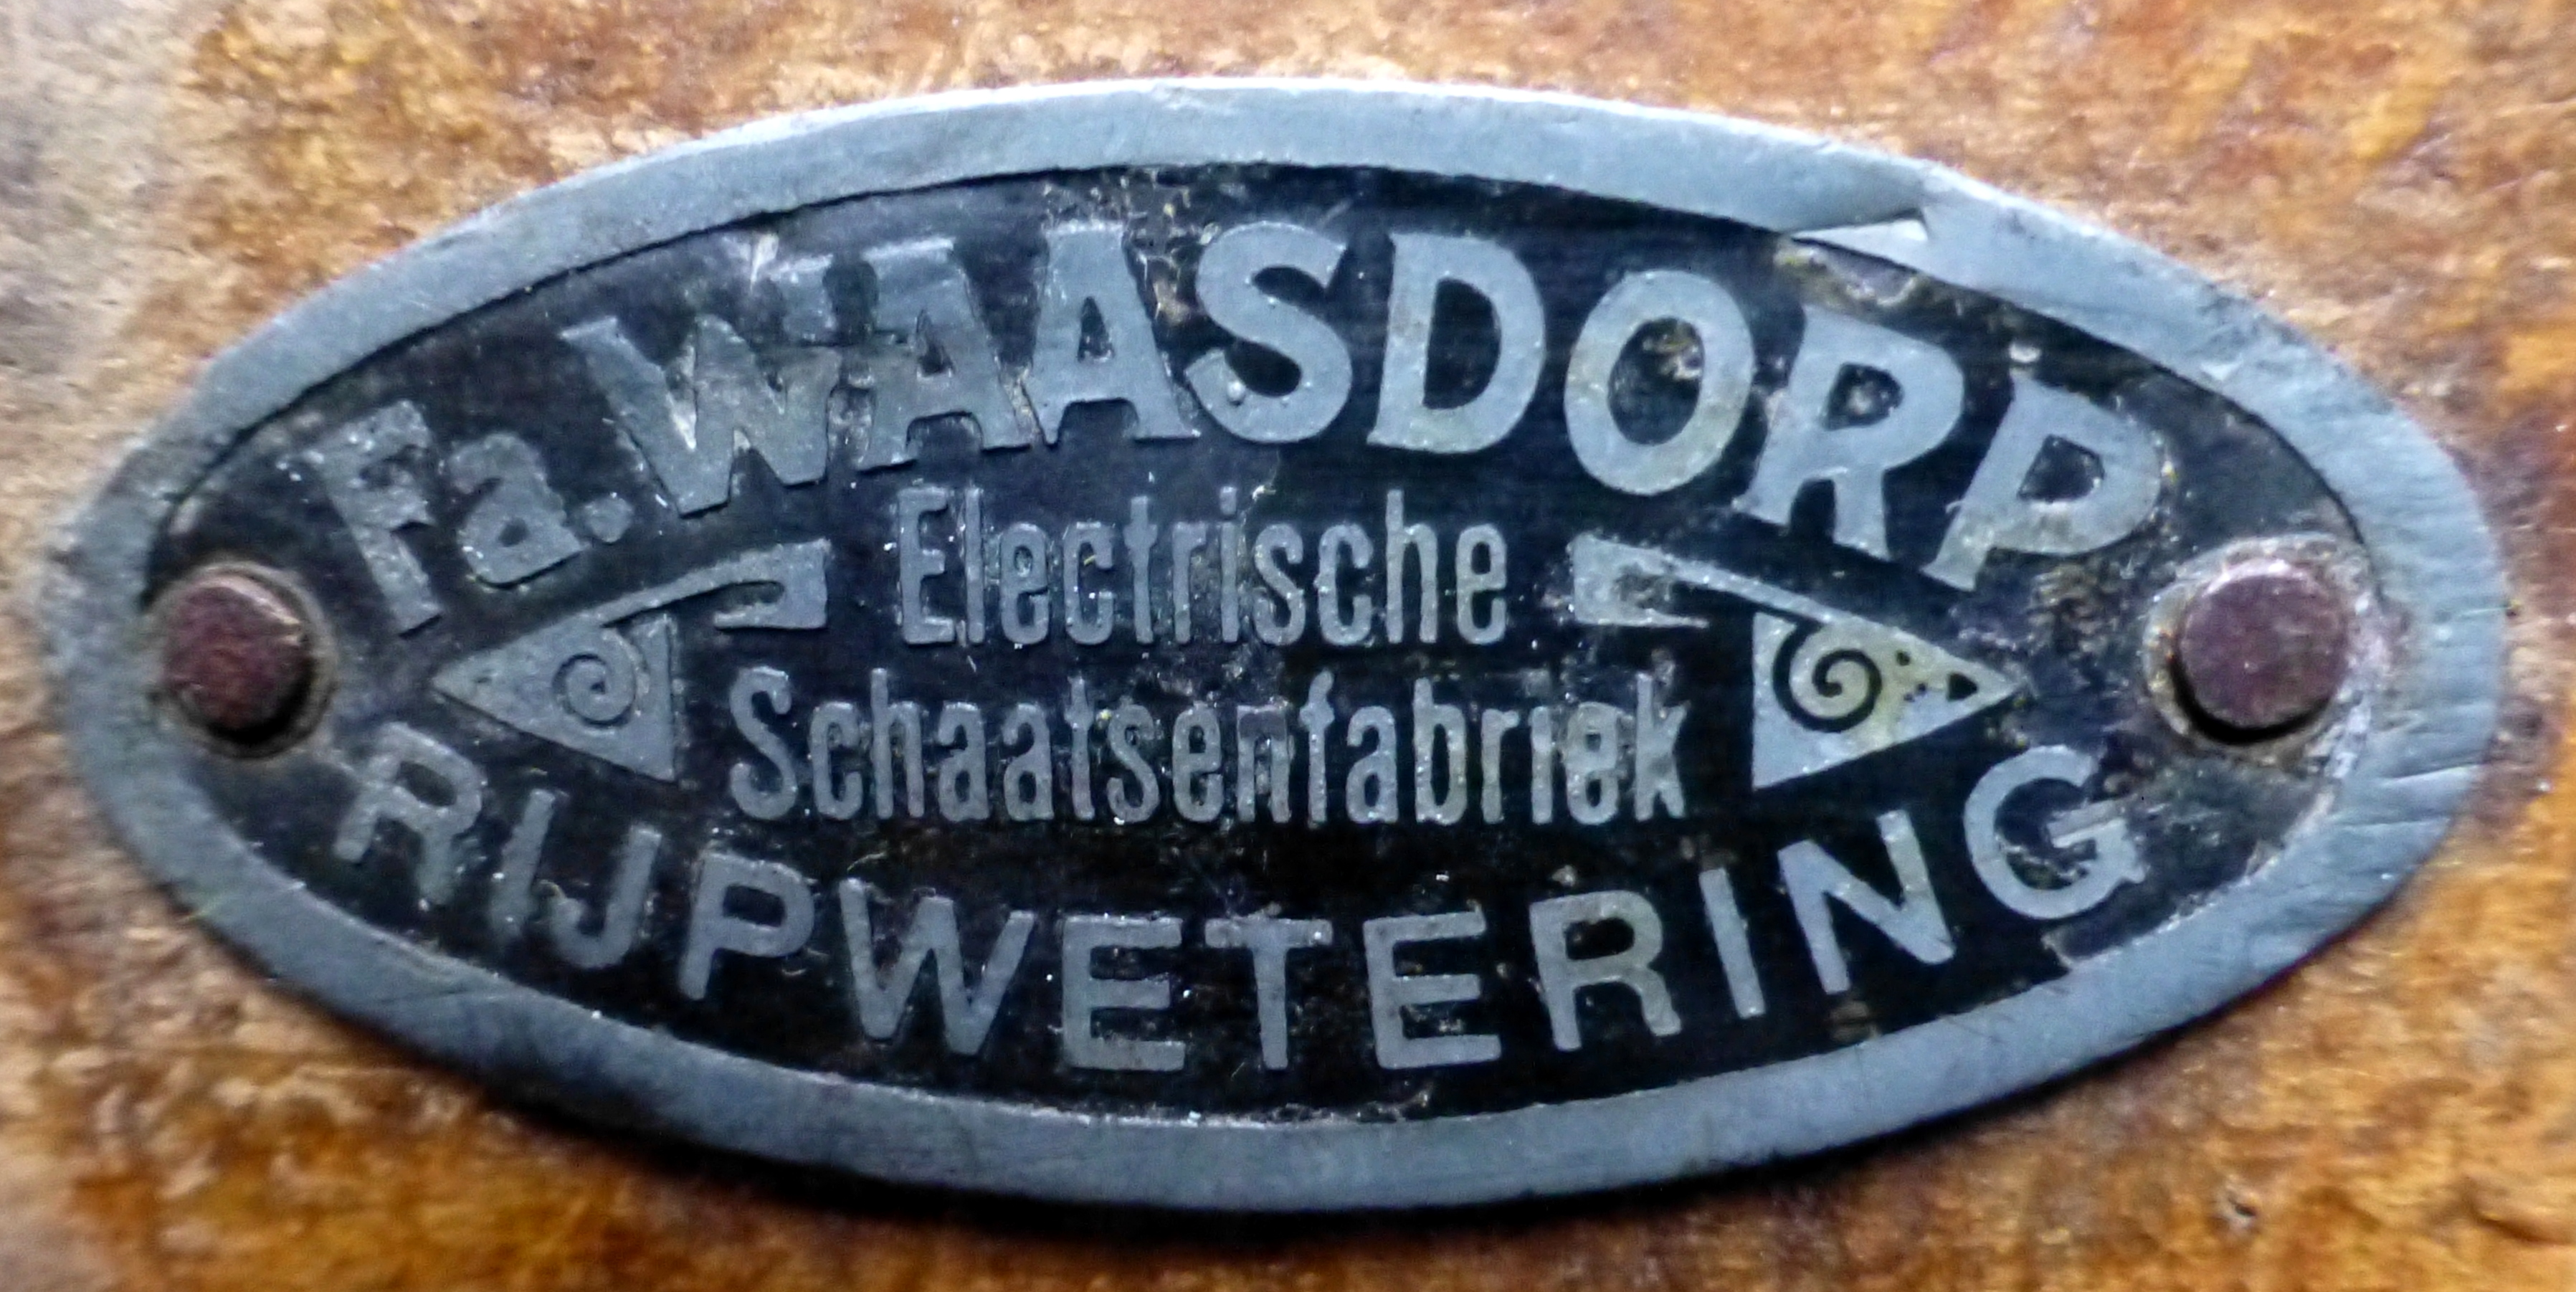 Fa. WAASDORP
Electrische
Schaatsenfabriek
RIJPWETERING